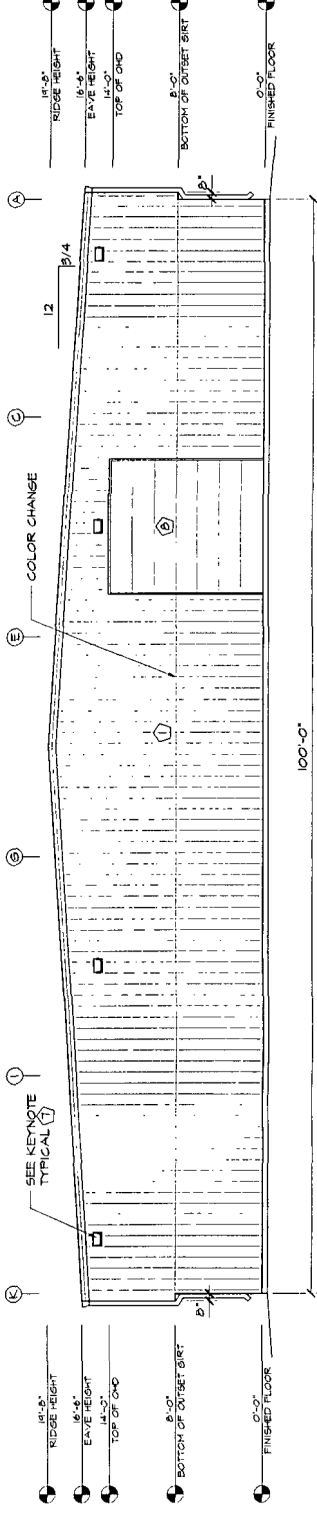 K
I
G
E
C
A
SEE KEYNOTE
TYPICAL 7
COLOR CHANGE
12
3/4
19'-8"
RIDGE HEIGHT
16'-6"
EAVE HEIGHT
14'-0"
TOP OF OHD
8'-0"
BOTTOM OF OUTSET GIRT
0'-0"
FINISHED FLOOR
8"
1
8
8"
19'-8"
RIDGE HEIGHT
16'-6"
EAVE HEIGHT
14'-0"
TOP OF OHD
8'-0"
BOTTOM OF OUTSET GIRT
0'-0"
FINISHED FLOOR
100'-0"